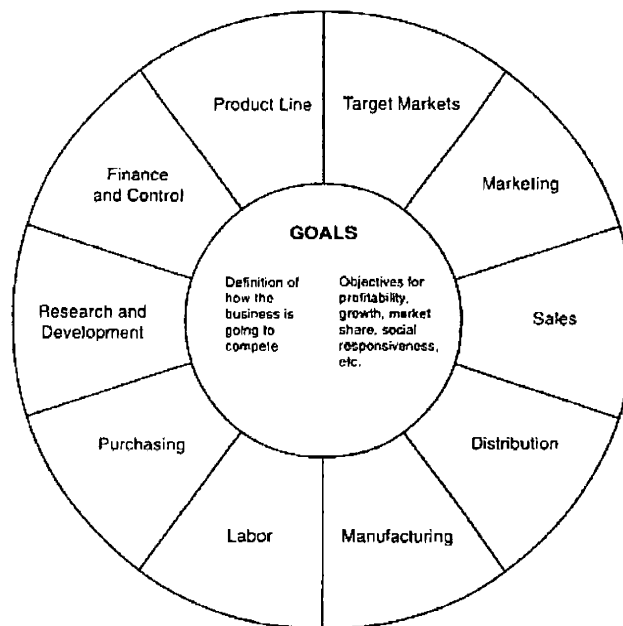 Product Line
Target Markets
Marketing
Sales
Distribution
Manufacturing
Labor
Purchasing
Research and
Development
Finance
and Control
GOALS
Definition of
how the
business is
going to
compete
Objectives for
profitability,
growth, market
share, social
responsiveness,
etc.